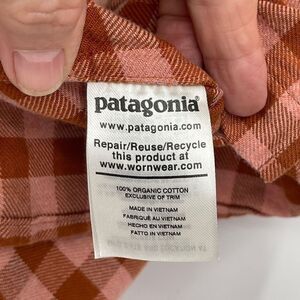 patagonia®
www.patagonia.com
Repair/Reuse/Recycle
this product at
www.wornwear.com
100% ORGANIC COTTON
EXCLUSIVE OF TRIM
MADE IN VIETNAM
FABRIQUÉ AU VIETNAM
HECHO EN VIETNAM
FATTO IN VIETNAM